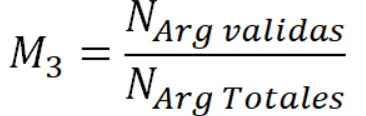 M₃ = N_Arg validas / N_Arg Totales